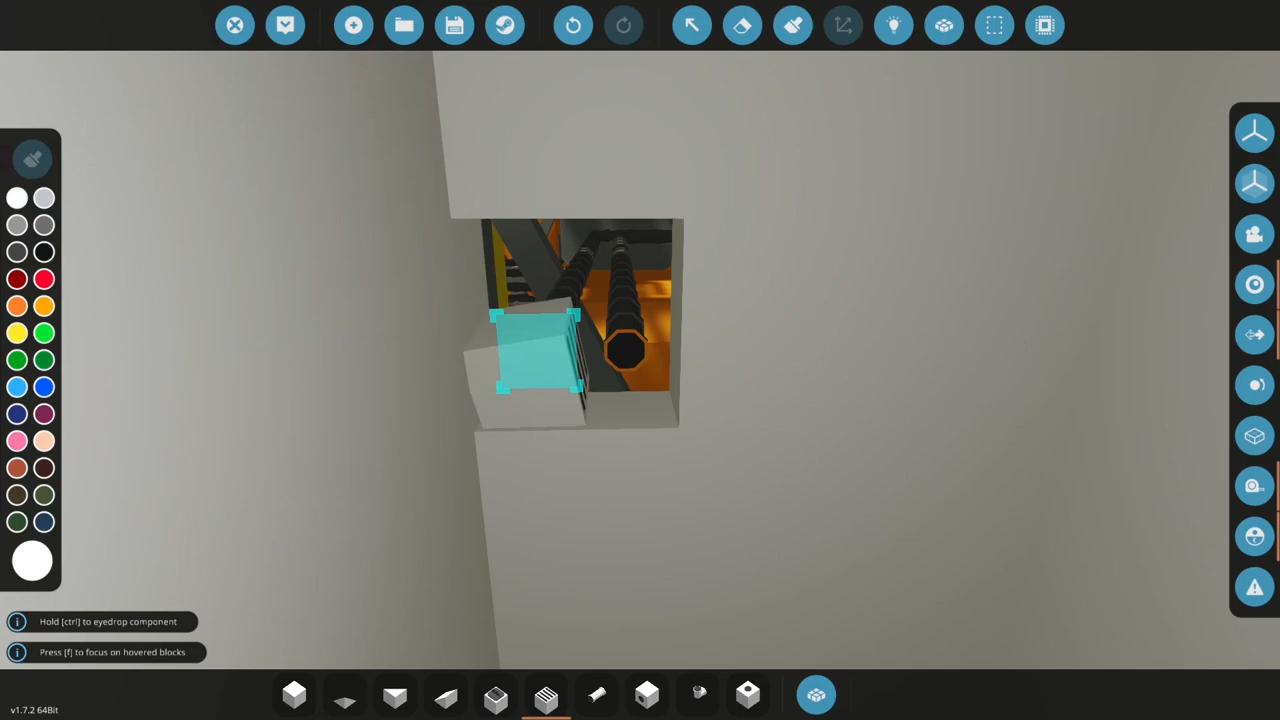 Hold [ctrl] to eyedrop component
Press [f] to focus on hovered blocks
v1.7.2 64Bit